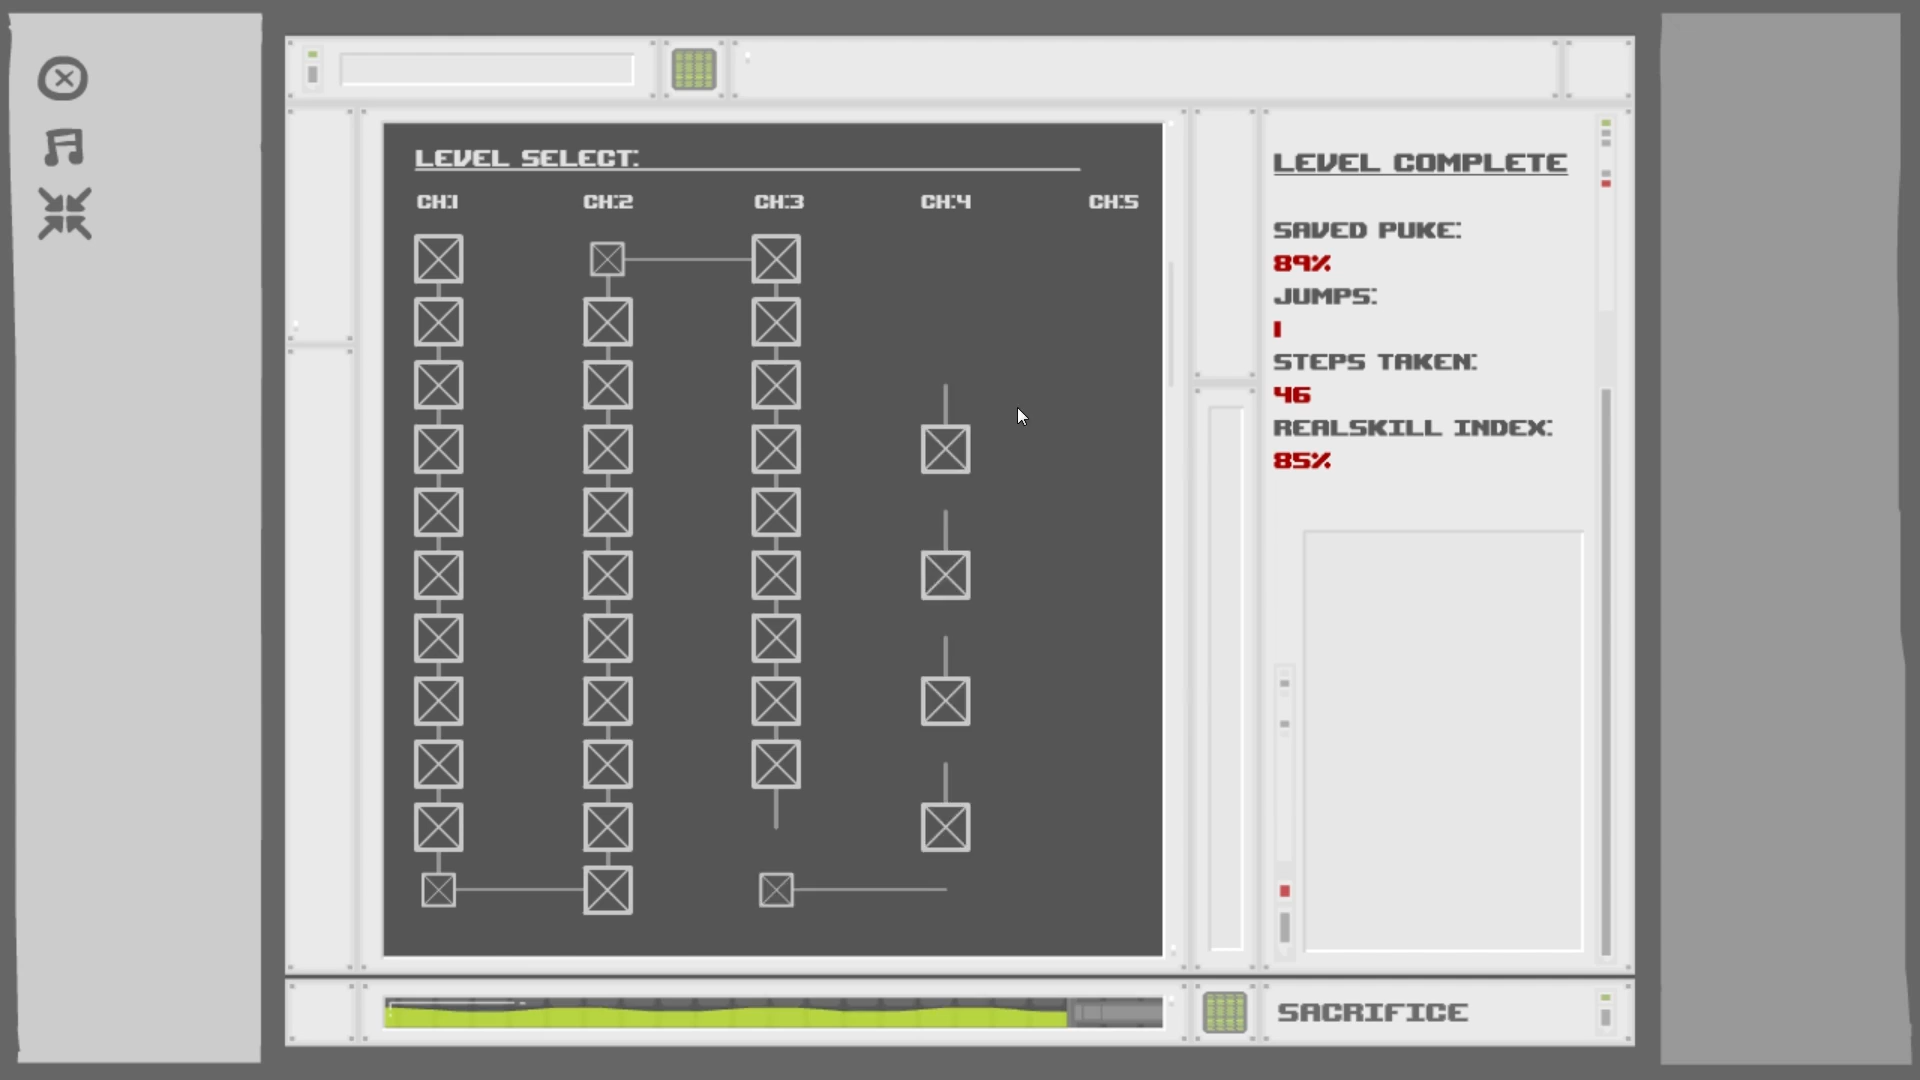 LEVEL SELECT:
CH:1 CH:2 CH:3 CH:4 CH:5
LEVEL COMPLETE
SAVED PUKE:
89%
JUMPS:
1
STEPS TAKEN:
46
REALSKILL INDEX:
85%
SACRIFICE